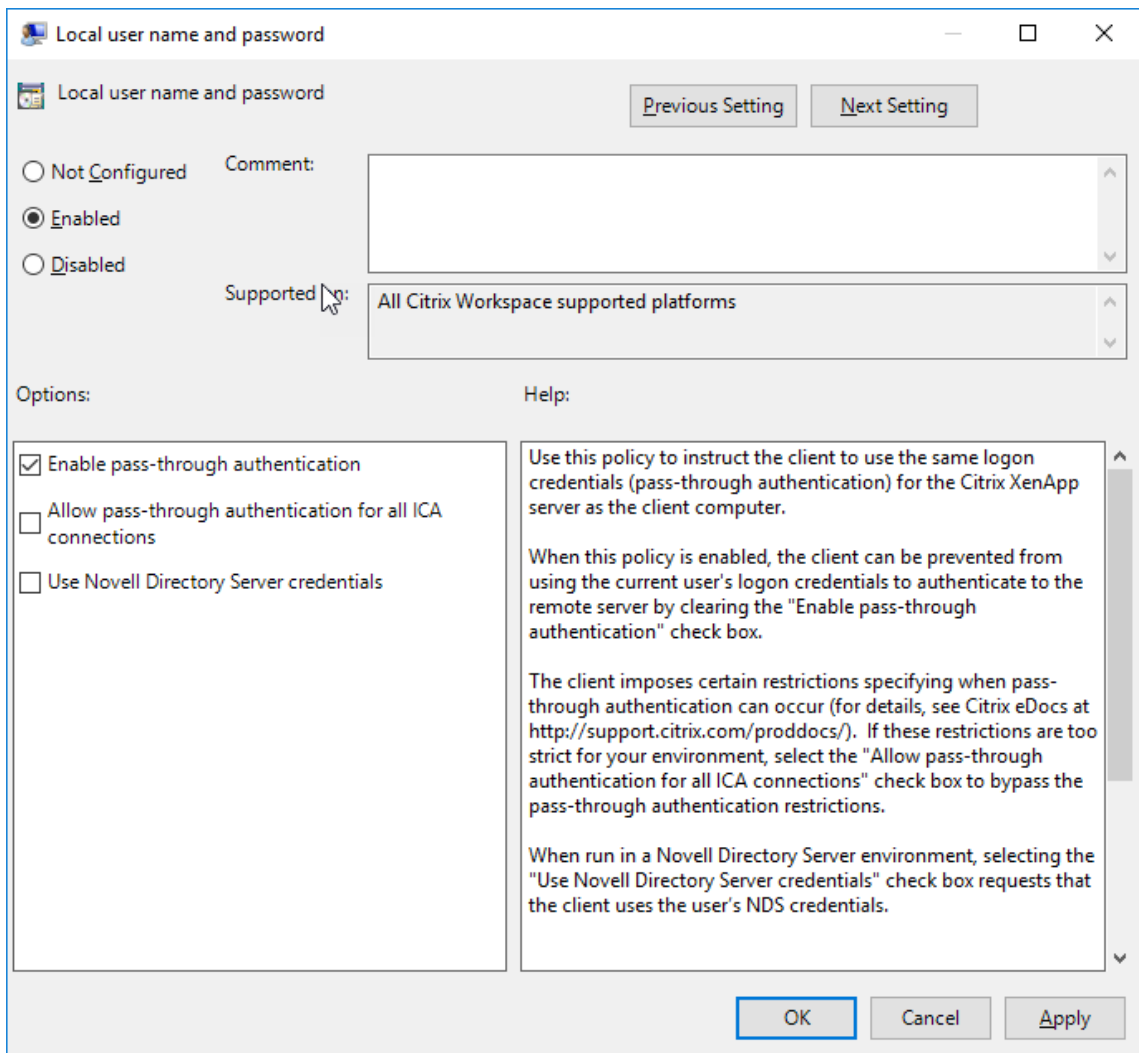 Local user name and password
Local user name and password
Previous Setting
Next Setting
Not Configured
Comment:
Enabled
Disabled
Supported on:
All Citrix Workspace supported platforms
Options:
Help:
Enable pass-through authentication
Allow pass-through authentication for all ICA
connections
Use Novell Directory Server credentials
Use this policy to instruct the client to use the same logon
credentials (pass-through authentication) for the Citrix XenApp
server as the client computer.
When this policy is enabled, the client can be prevented from
using the current user's logon credentials to authenticate to the
remote server by clearing the "Enable pass-through
authentication" check box.
The client imposes certain restrictions specifying when pass-
through authentication can occur (for details, see Citrix eDocs at
http://support.citrix.com/proddocs/).  If these restrictions are too
strict for your environment, select the "Allow pass-through
authentication for all ICA connections" check box to bypass the
pass-through authentication restrictions.
When run in a Novell Directory Server environment, selecting the
"Use Novell Directory Server credentials" check box requests that
the client uses the user's NDS credentials.
OK
Cancel
Apply